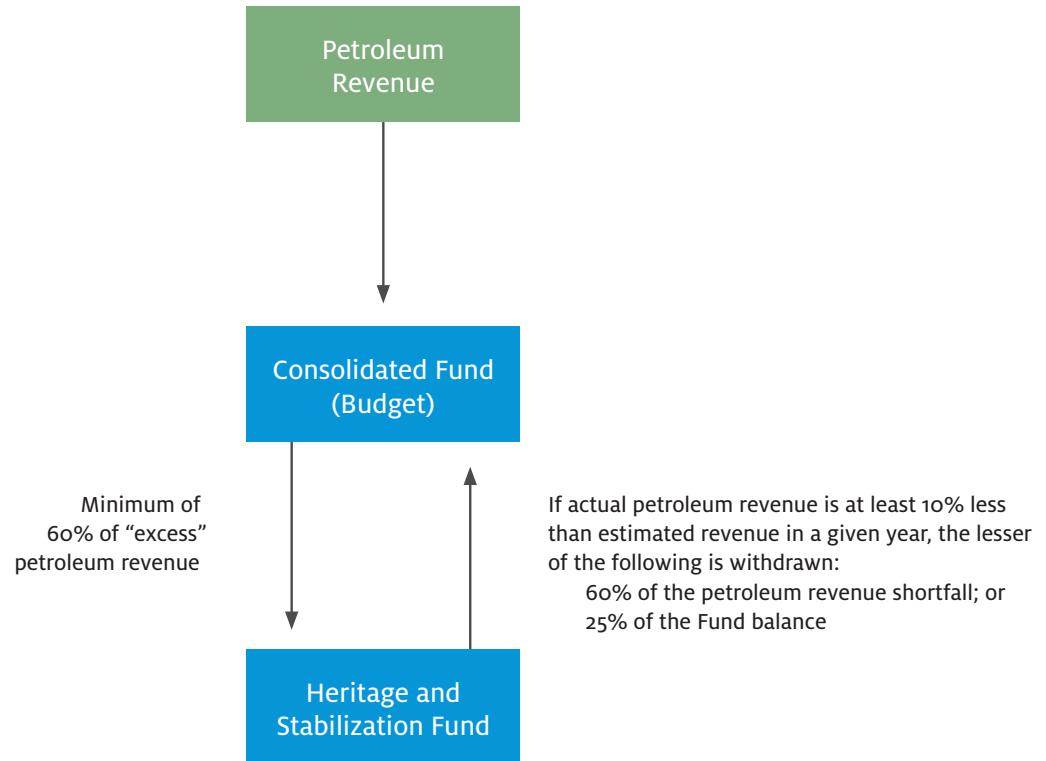 Petroleum
Revenue
Consolidated Fund
(Budget)
Minimum of
60% of “excess”
petroleum revenue
If actual petroleum revenue is at least 10% less
than estimated revenue in a given year, the lesser
of the following is withdrawn:
60% of the petroleum revenue shortfall; or
25% of the Fund balance
Heritage and
Stabilization Fund